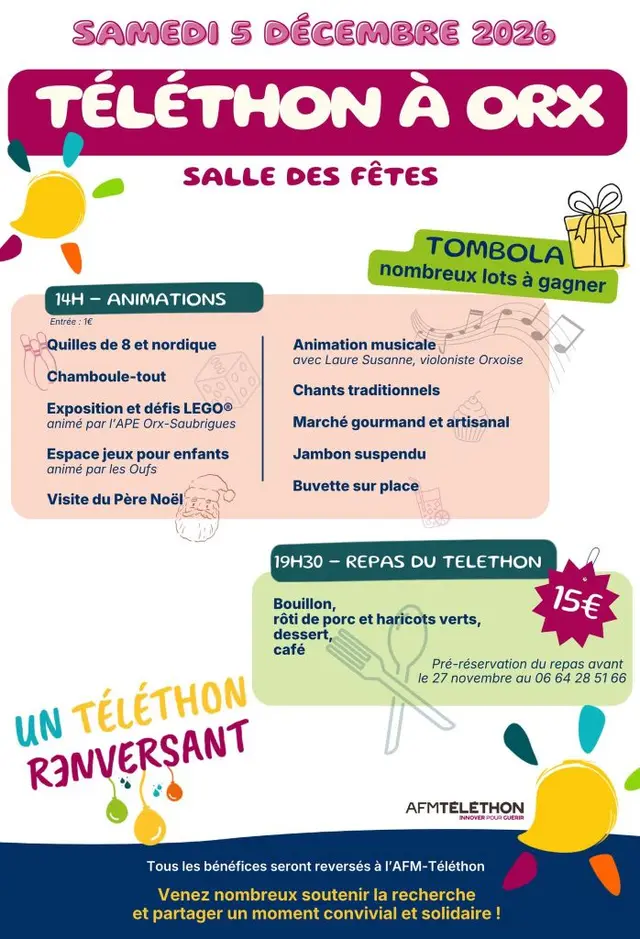 SAMEDI 5 DÉCEMBRE 2026
TÉLÉTHON À ORX
SALLE DES FÊTES
TOMBOLA
nombreux lots à gagner
14H – ANIMATIONS
Entrée : 1€
Quilles de 8 et nordique
Chamboule-tout
Exposition et défis LEGO®
animé par l'APE Orx-Saubrigues
Espace jeux pour enfants
animé par les Oufs
Visite du Père Noël
Animation musicale
avec Laure Susanne, violoniste Orxoise
Chants traditionnels
Marché gourmand et artisanal
Jambon suspendu
Buvette sur place
19H30 – REPAS DU TELETHON
15€
Bouillon,
rôti de porc et haricots verts,
dessert,
café
Pré-réservation du repas avant
le 27 novembre au 06 64 28 51 66
UN TÉLÉTHON
RENVERSANT
AFMTÉLÉTHON
INNOVER POUR GUÉRIR
Tous les bénéfices seront reversés à l'AFM-Téléthon
Venez nombreux soutenir la recherche
et partager un moment convivial et solidaire !